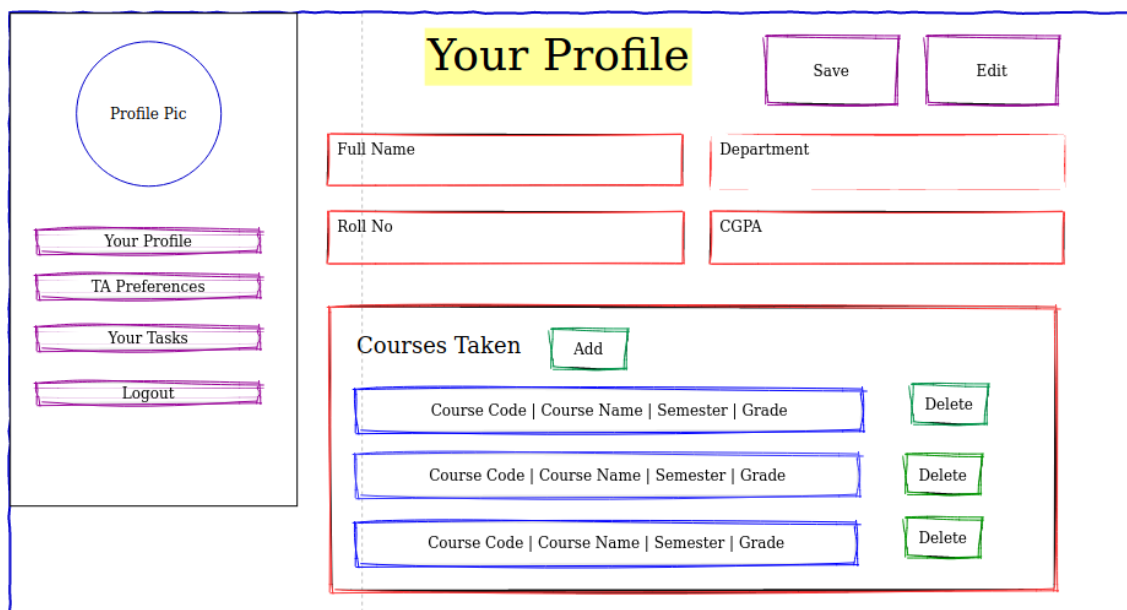 Your Profile
Save
Edit
Profile Pic
Your Profile
TA Preferences
Your Tasks
Logout
Full Name
Department
Roll No
CGPA
Courses Taken
Add
Course Code | Course Name | Semester | Grade
Delete
Course Code | Course Name | Semester | Grade
Delete
Course Code | Course Name | Semester | Grade
Delete